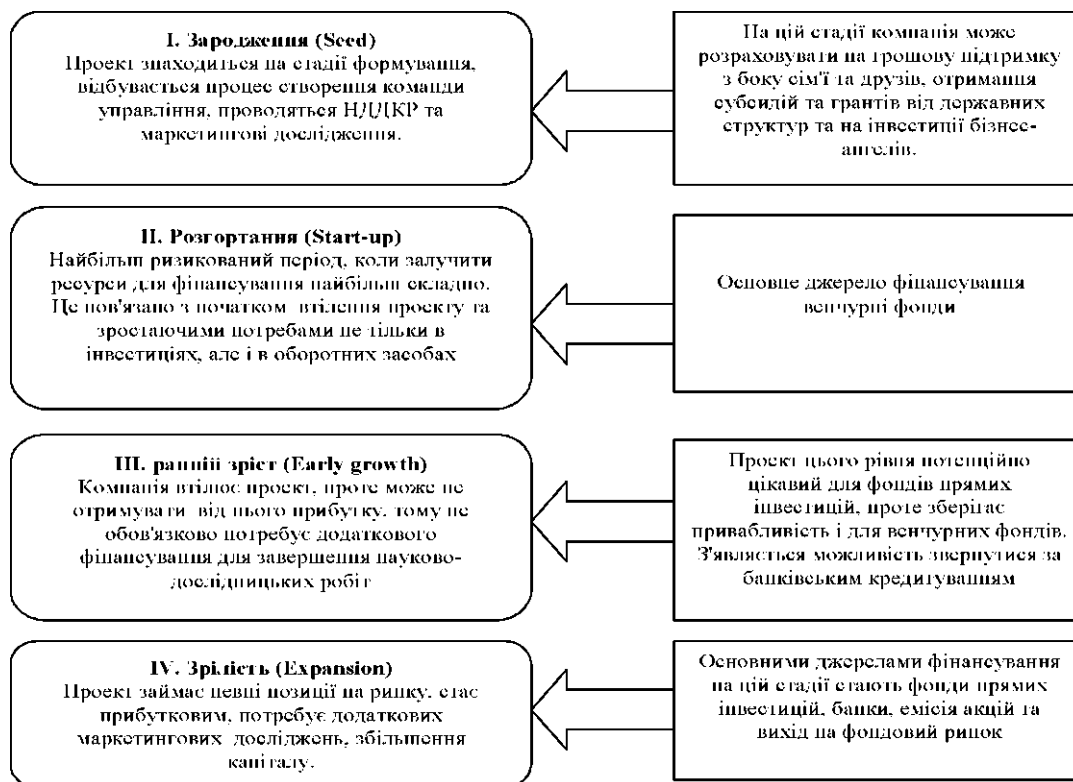 I. Зародження (Seed)
Проект знаходиться на стадії формування,
відбувається процес створення команди
управління, проводяться НДДКР та
маркетингові дослідження.
На цій стадії компанія може
розраховувати на грошову підтримку
з боку сім'ї та друзів, отримання
субсидій та грантів від державних
структур та на інвестиції бізнес-
ангелів.
II. Розгортання (Start-up)
Найбільш ризикований період, коли залучити
ресурси для фінансування найбільш складно.
Це пов'язано з початком втілення проекту та
зростаючими потребами не тільки в
інвестиціях, але і в оборотних засобах
Основне джерело фінансування
венчурні фонди
III. ранній зріст (Early growth)
Компанія втілює проект, проте може не
отримувати від нього прибутку, тому не
обов'язково потребує додаткового
фінансування для завершення науково-
дослідницьких робіт
Проект цього рівня потенційно
цікавий для фондів прямих
інвестицій, проте зберігає
привабливість і для венчурних фондів.
З'являється можливість звернутися за
банківським кредитуванням
IV. Зрілість (Expansion)
Проект займає певні позиції на ринку, стає
прибутковим, потребує додаткових
маркетингових досліджень, збільшення
капіталу.
Основними джерелами фінансування
на цій стадії стають фонди прямих
інвестицій, банки, емісія акцій та
вихід на фондовий ринок